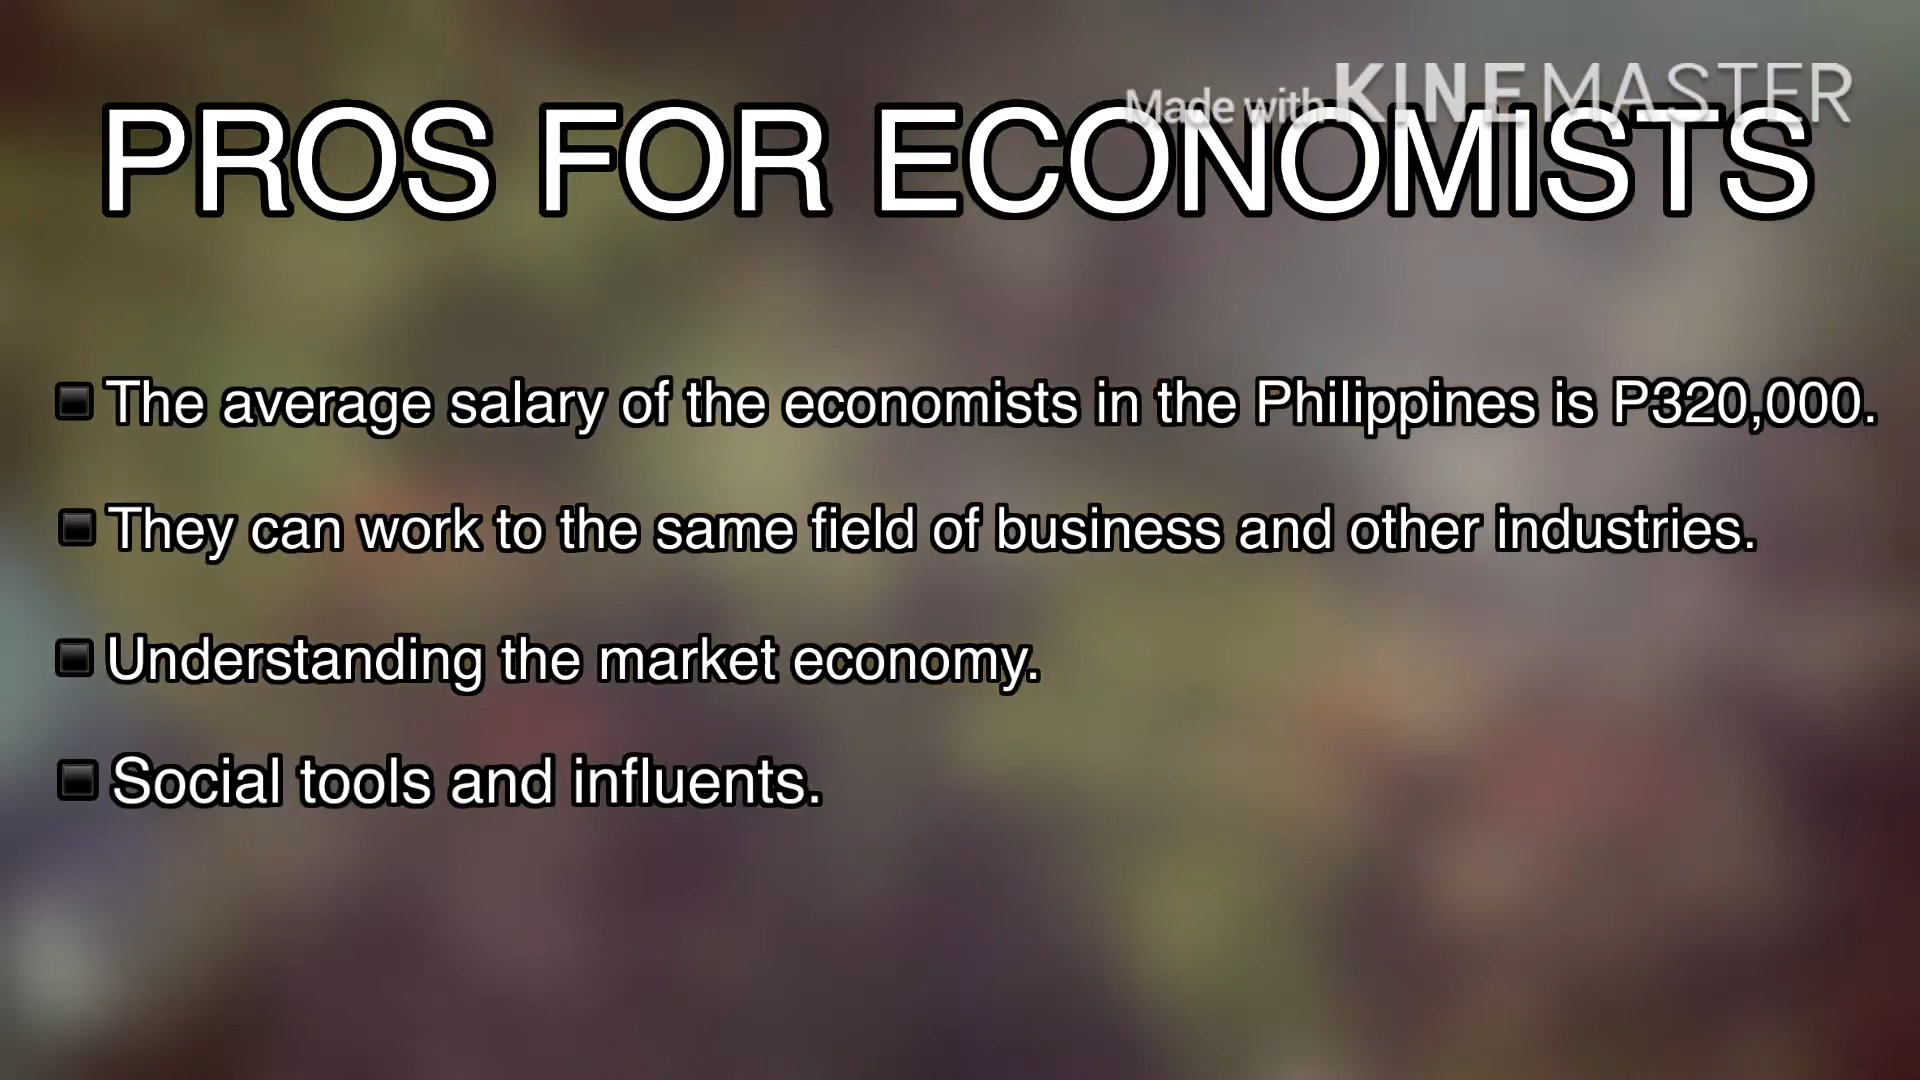 Made with KINEMASTER
PROS FOR ECONOMISTS
The average salary of the economists in the Philippines is P320,000.
They can work to the same field of business and other industries.
Understanding the market economy.
Social tools and influents.